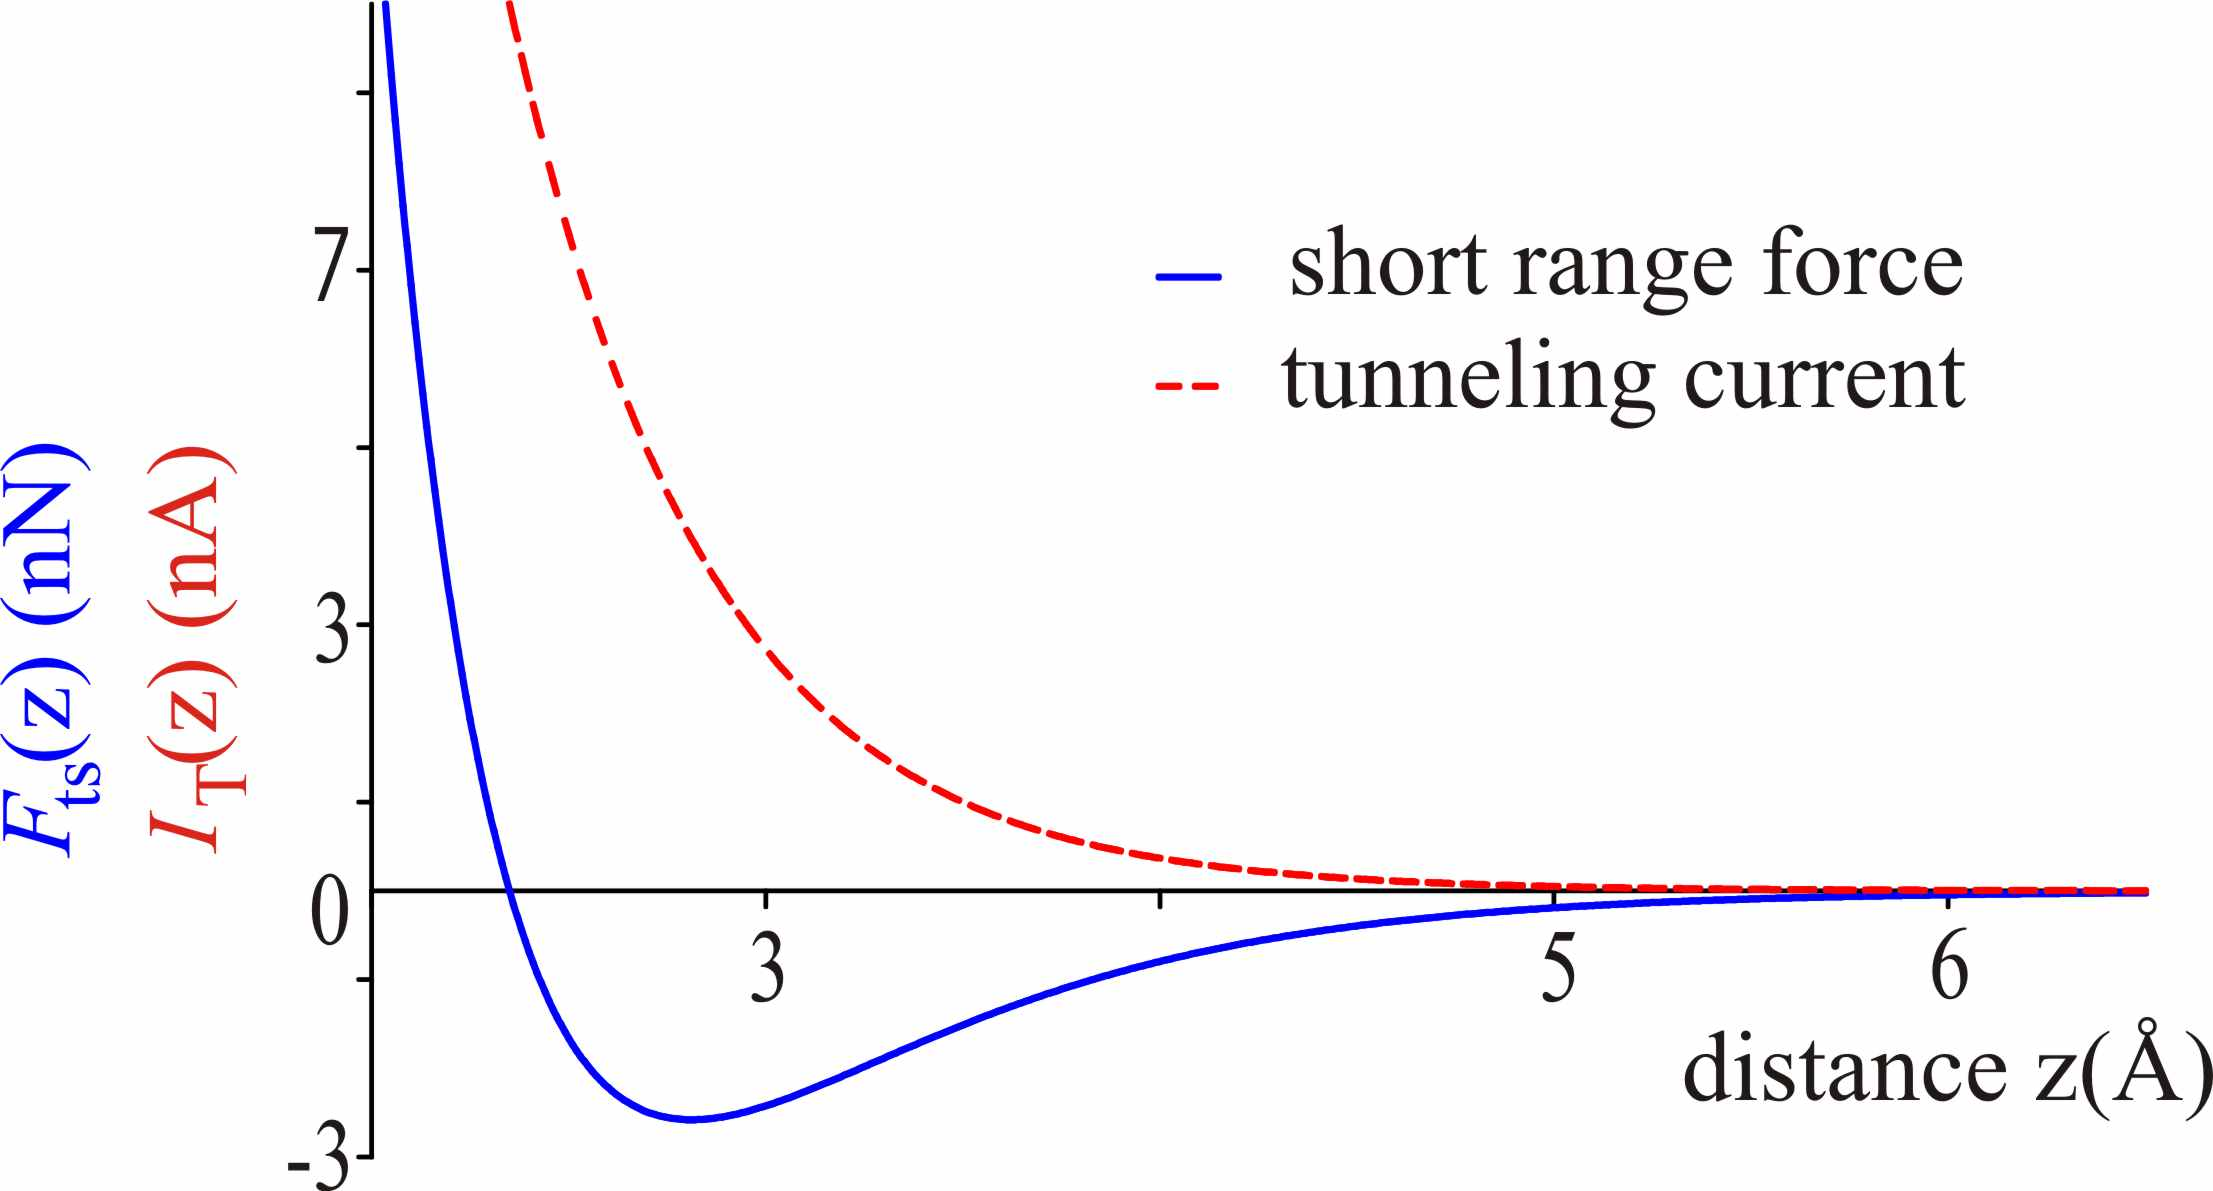 F_ts(z) (nN)
I_T(z) (nA)
7
3
0
-3
short range force
tunneling current
3
5
6
distance z(Å)